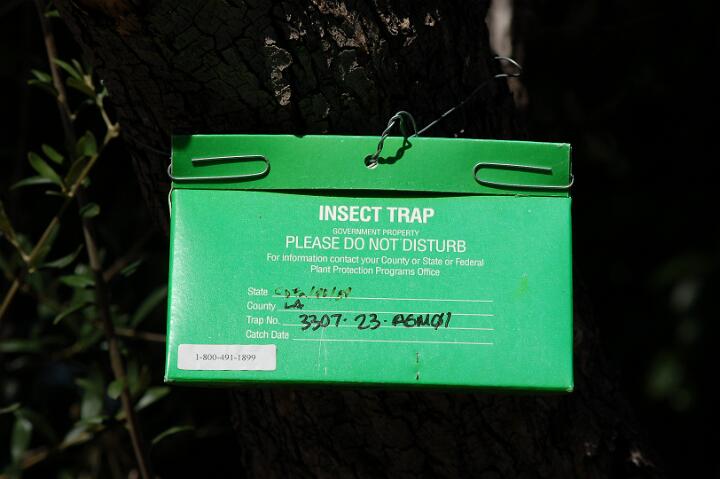 INSECT TRAP
GOVERNMENT PROPERTY
PLEASE DO NOT DISTURB
For information contact your County or State or Federal
Plant Protection Programs Office
State
County LA
Trap No. 3307-23-AGM01
Catch Data
1-800-491-1899